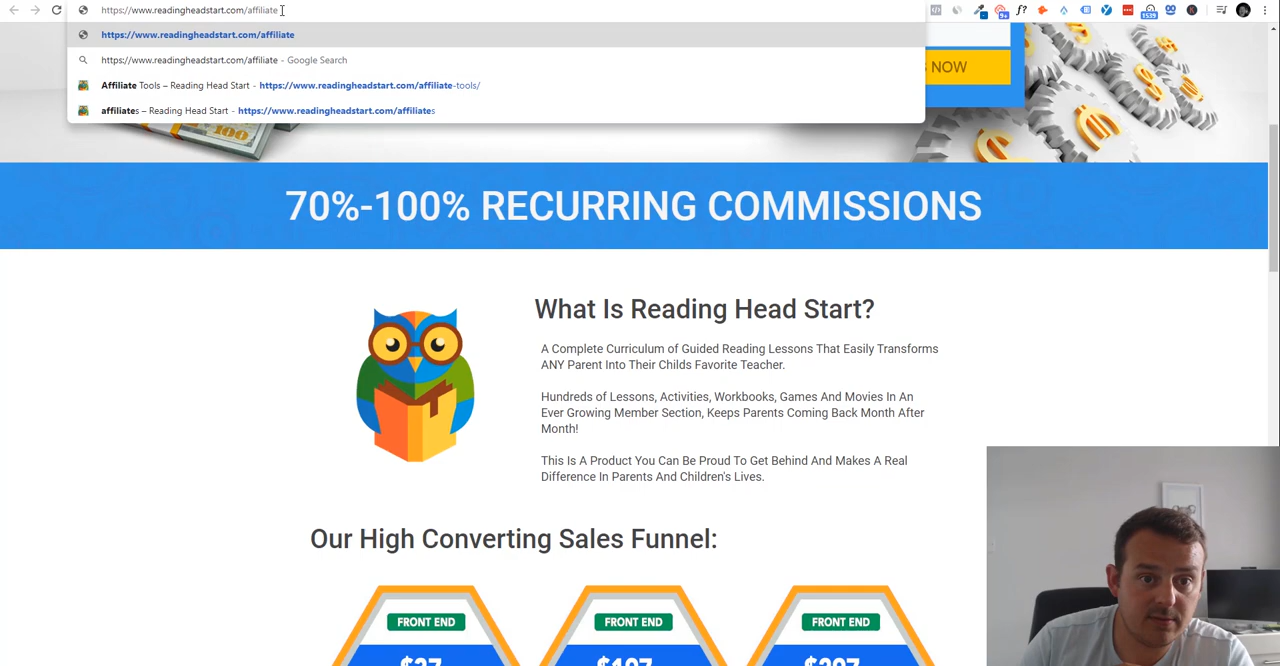 https://www.readingheadstart.com/affiliate
https://www.readingheadstart.com/affiliate
https://www.readingheadstart.com/affiliate - Google Search
Affiliate Tools – Reading Head Start - https://www.readingheadstart.com/affiliate-tools/
affiliates – Reading Head Start - https://www.readingheadstart.com/affiliates
f?
9+
1539
NOW
100
70%-100% RECURRING COMMISSIONS
What Is Reading Head Start?
A Complete Curriculum of Guided Reading Lessons That Easily Transforms
ANY Parent Into Their Childs Favorite Teacher.
Hundreds of Lessons, Activities, Workbooks, Games And Movies In An
Ever Growing Member Section, Keeps Parents Coming Back Month After
Month!
This Is A Product You Can Be Proud To Get Behind And Makes A Real
Difference In Parents And Children's Lives.
Our High Converting Sales Funnel:
FRONT END
FRONT END
FRONT END
$37
$197
$297